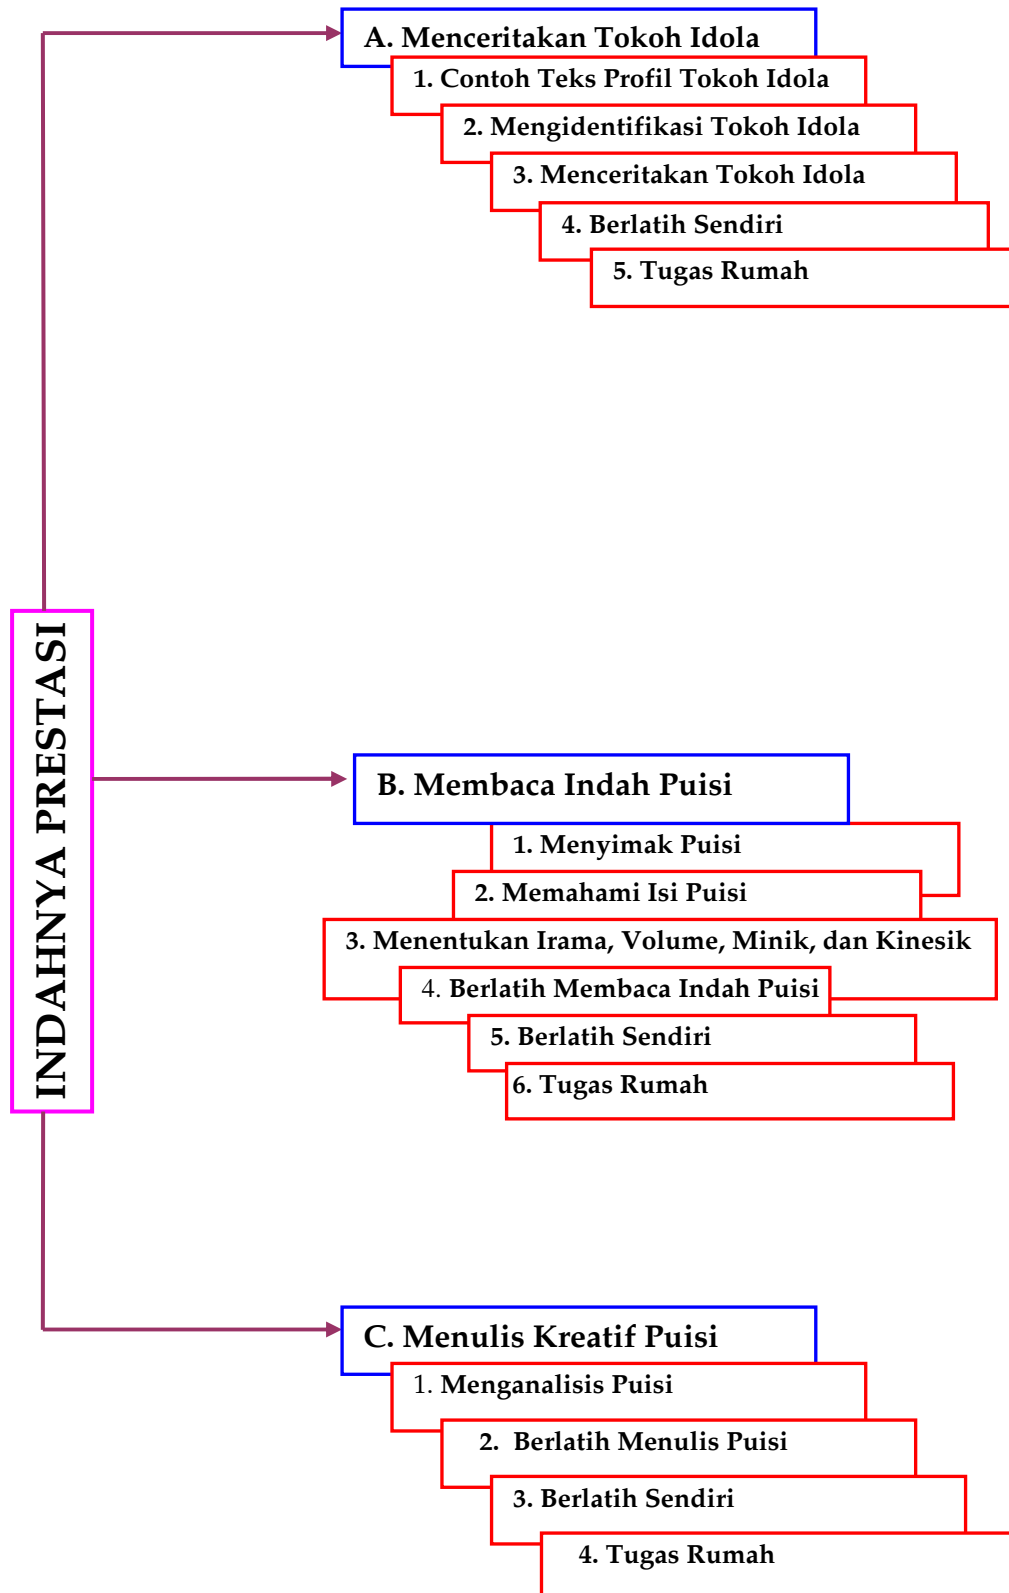 A. Menceritakan Tokoh Idola
1. Contoh Teks Profil Tokoh Idola
2. Mengidentifikasi Tokoh Idola
3. Menceritakan Tokoh Idola
4. Berlatih Sendiri
5. Tugas Rumah
INDAHNYA PRESTASI
B. Membaca Indah Puisi
1. Menyimak Puisi
2. Memahami Isi Puisi
3. Menentukan Irama, Volume, Minik, dan Kinesik
4. Berlatih Membaca Indah Puisi
5. Berlatih Sendiri
6. Tugas Rumah
C. Menulis Kreatif Puisi
1. Menganalisis Puisi
2. Berlatih Menulis Puisi
3. Berlatih Sendiri
4. Tugas Rumah